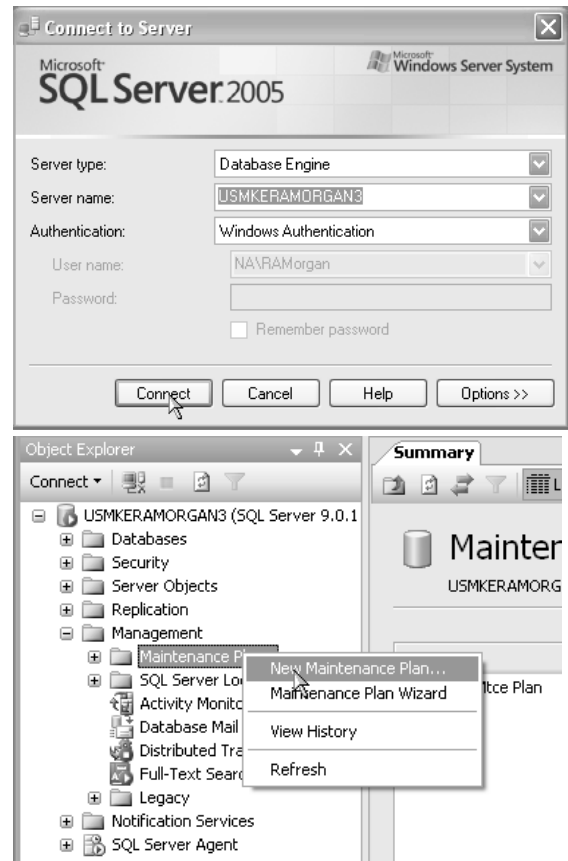 Connect to Server
Microsoft
SQL Server 2005
Microsoft
Windows Server System
Server type:
Database Engine
Server name:
USMKERAMORGAN3
Authentication:
Windows Authentication
User name:
NA\RAMorgan
Password:
Remember password
Connect
Cancel
Help
Options >>
Object Explorer
Connect
USMKERAMORGAN3 (SQL Server 9.0.1
Databases
Security
Server Objects
Replication
Management
Maintenance P
SQL Server Lo
Activity Monito
Database Mail
Distributed Tra
Full-Text Searc
Legacy
Notification Services
SQL Server Agent
New Maintenance Plan...
Maintenance Plan Wizard
View History
Refresh
Summary
L
Mainter
USMKERAMORG
tce Plan